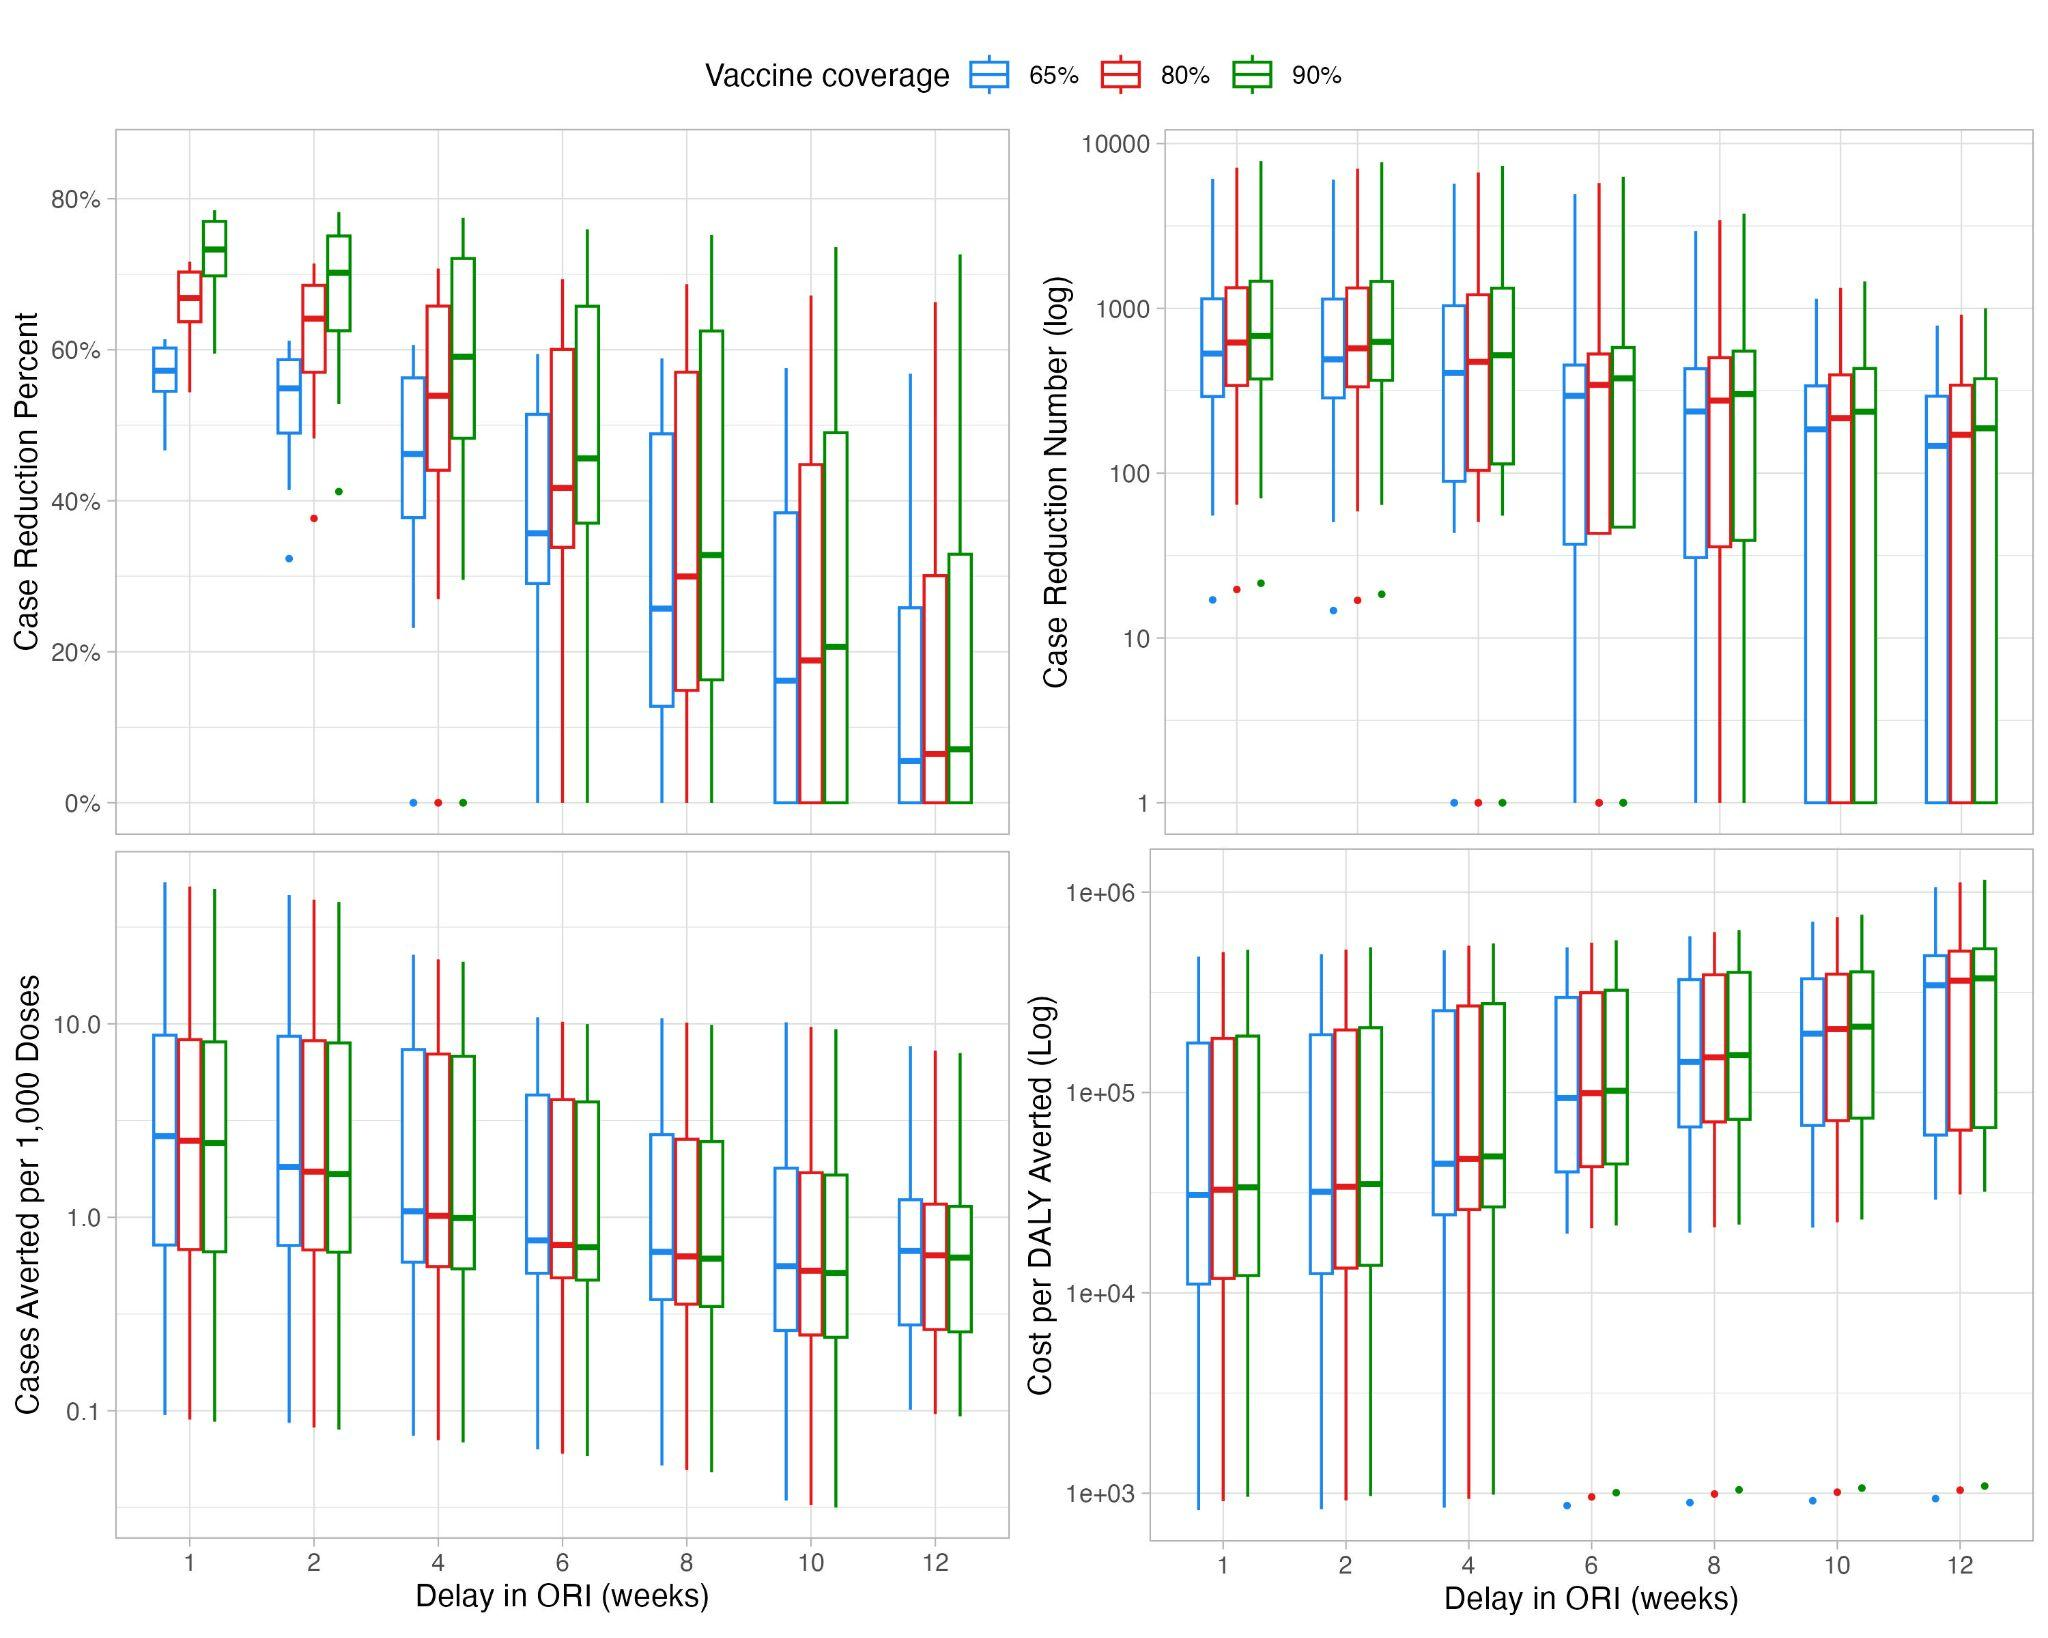 Vaccine coverage 65% 80% 90%
Case Reduction Percent
80%
60%
40%
20%
0%
Case Reduction Number (log)
10000
1000
100
10
1
Cases Averted per 1,000 Doses
10.0
1.0
0.1
1 2 4 6 8 10 12
Delay in ORI (weeks)
Cost per DALY Averted (Log)
1e+06
1e+05
1e+04
1e+03
1 2 4 6 8 10 12
Delay in ORI (weeks)